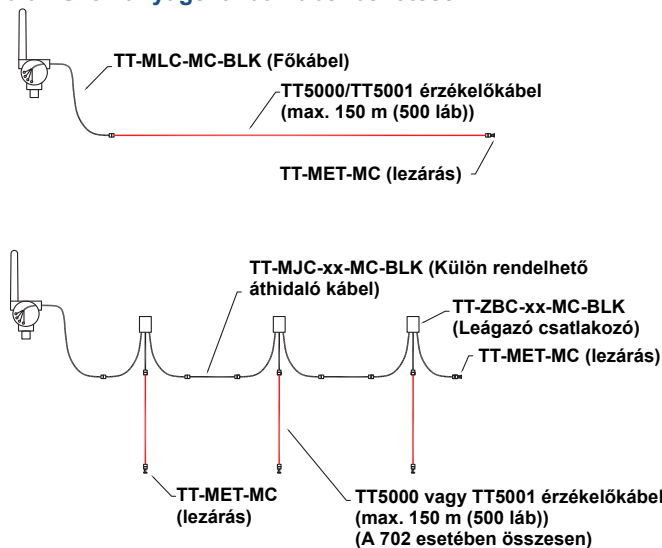 TT-MLC-MC-BLK (Főkábel)
TT5000/TT5001 érzékelőkábel
(max. 150 m (500 láb))
TT-MET-MC (lezárás)
TT-MJC-xx-MC-BLK (Külön rendelhető
áthidaló kábel)
TT-ZBC-xx-MC-BLK
(Leágazó csatlakozó)
TT-MET-MC (lezárás)
TT-MET-MC
(lezárás)
TT5000 vagy TT5001 érzékelőkábel
(max. 150 m (500 láb))
(A 702 esetében összesen)